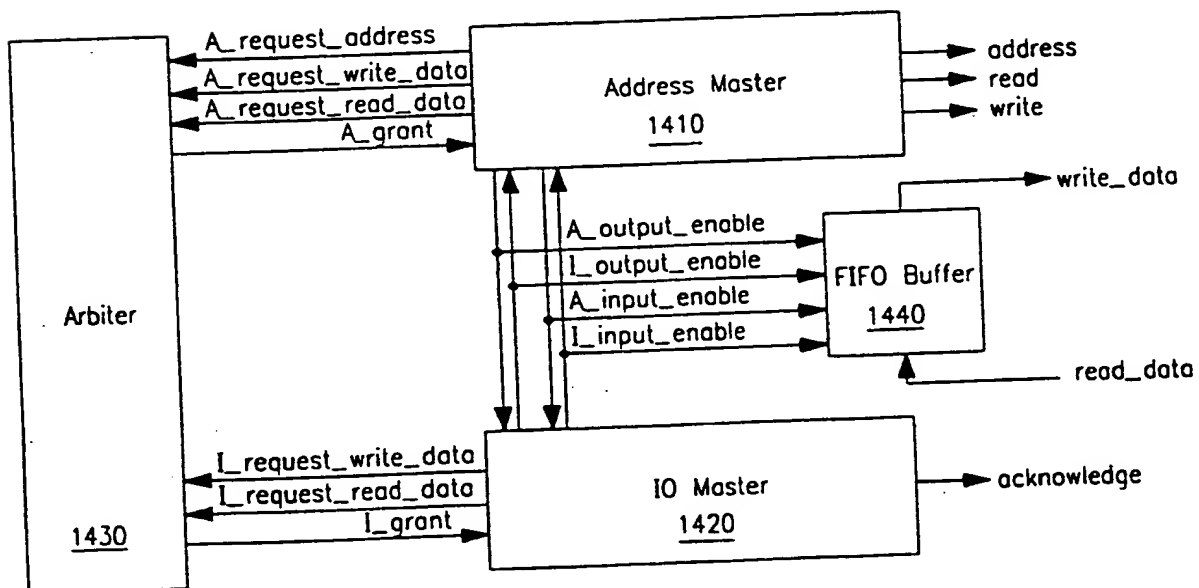 A_request_address
A_request_write_data
A_request_read_data
A_grant
Address Master
1410
address
read
write
write_data
A_output_enable
I_output_enable
A_input_enable
I_input_enable
FIFO Buffer
1440
read_data
Arbiter
1430
I_request_write_data
I_request_read_data
I_grant
IO Master
1420
acknowledge